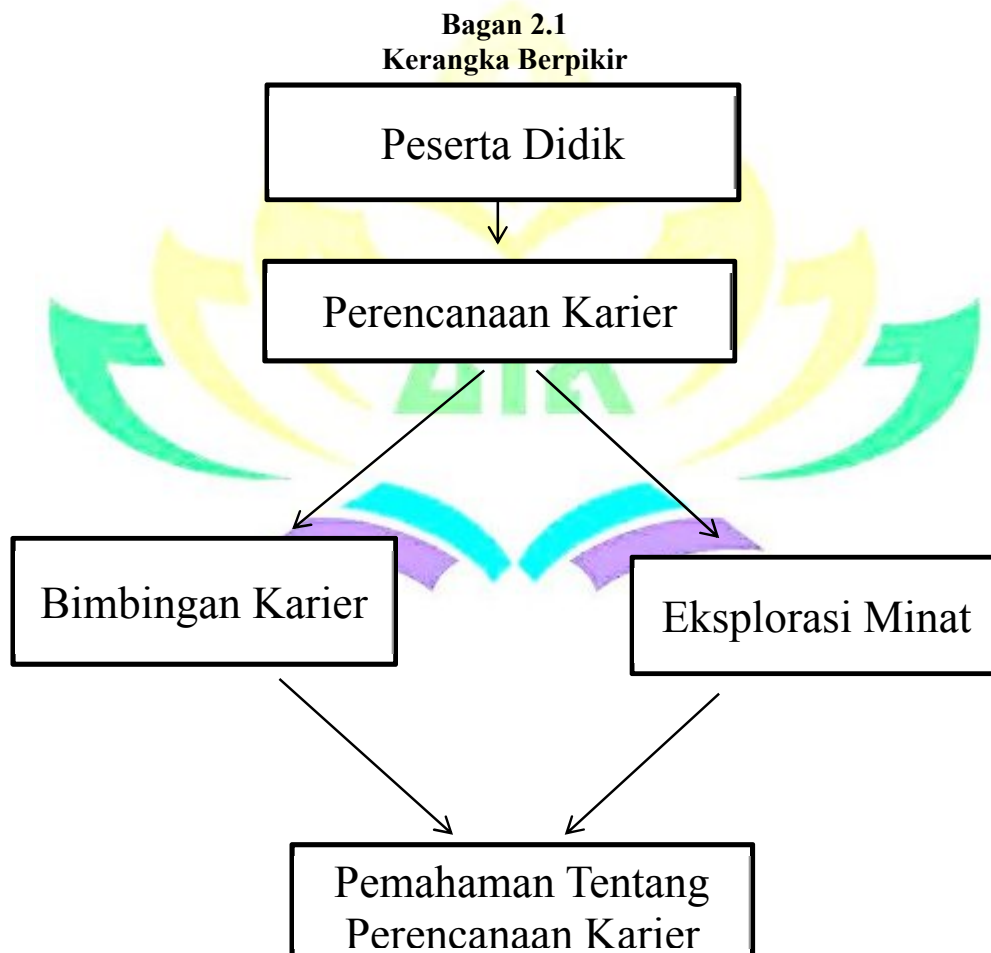 Bagan 2.1
Kerangka Berpikir
Peserta Didik
Perencanaan Karier
Bimbingan Karier
Eksplorasi Minat
Pemahaman Tentang
Perencanaan Karier